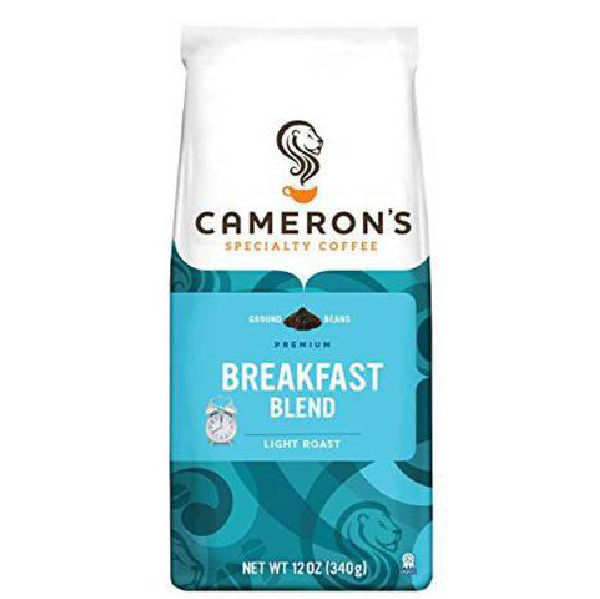 CAMERON'S
SPECIALTY COFFEE
GROUND BEANS
PREMIUM
BREAKFAST
BLEND
LIGHT ROAST
NET WT 12 OZ (340g)